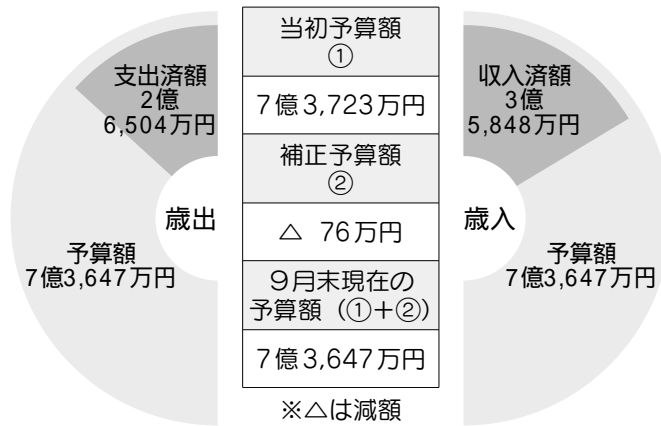 支出済額
2億
6,504万円
歳出
予算額
7億3,647万円
当初予算額
①
7億3,723万円
補正予算額
②
△ 76万円
9月末現在の
予算額（①＋②）
7億3,647万円
※△は減額
収入済額
3億
5,848万円
歳入
予算額
7億3,647万円